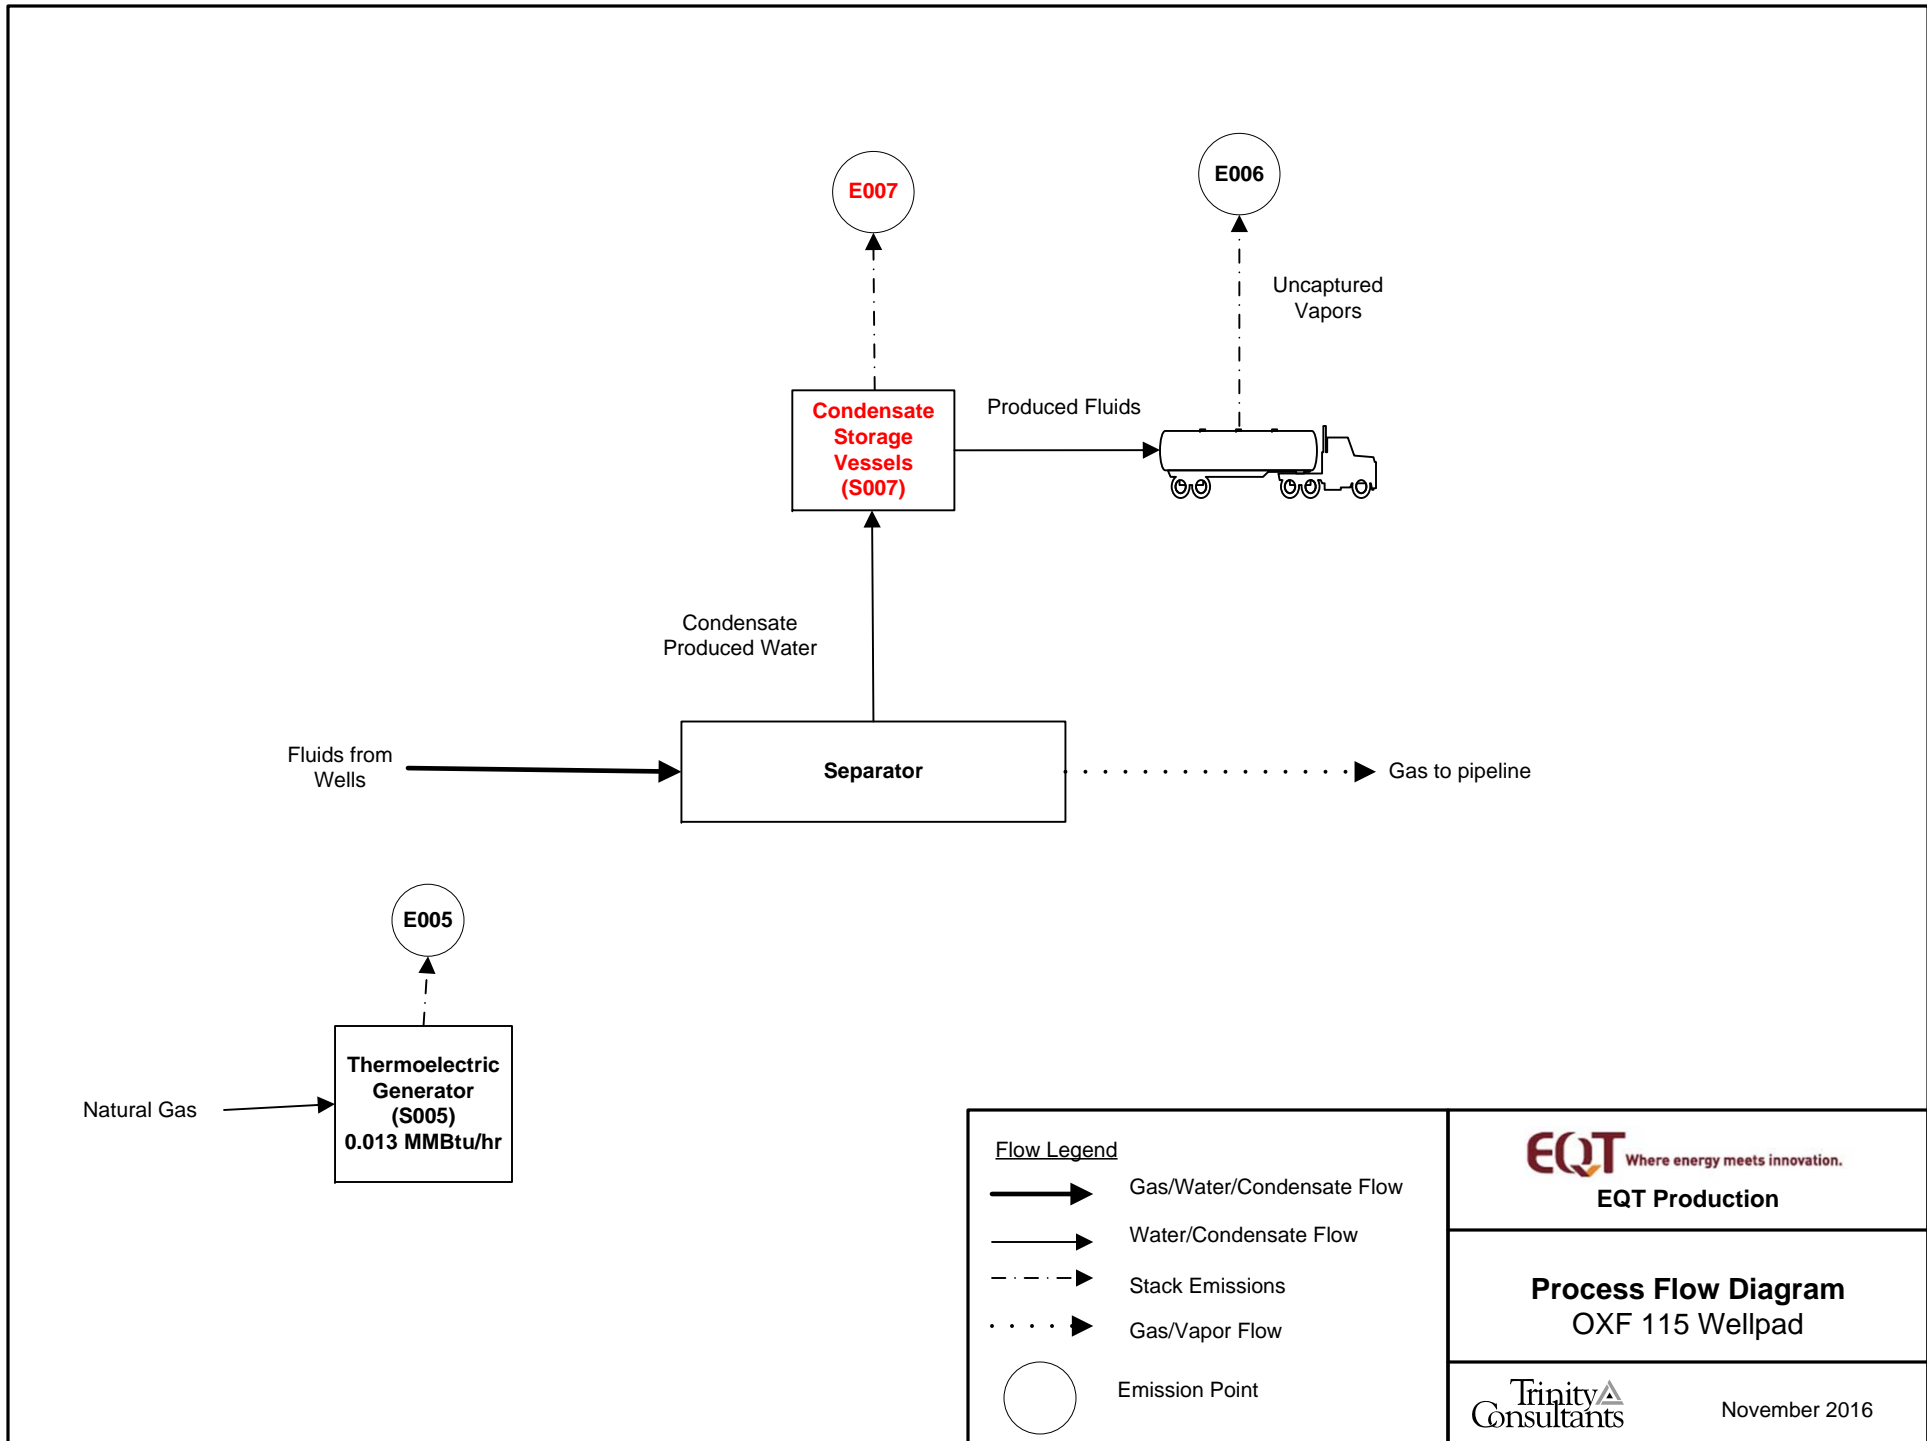 E007
E006
Uncaptured
Vapors
Condensate
Storage
Vessels
(S007)
Produced Fluids
Condensate
Produced Water
Fluids from
Wells
Separator
Gas to pipeline
E005
Thermoelectric
Generator
(S005)
0.013 MMBtu/hr
Natural Gas
Flow Legend
Gas/Water/Condensate Flow
Water/Condensate Flow
Stack Emissions
Gas/Vapor Flow
Emission Point
EQT Where energy meets innovation.
EQT Production
Process Flow Diagram
OXF 115 Wellpad
Trinity
Consultants
November 2016